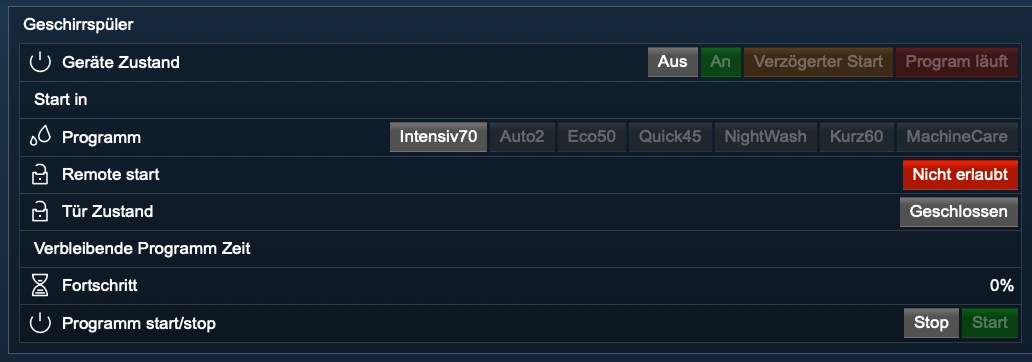 Geschirrspüler
Geräte Zustand Aus An Verzögerter Start Program läuft
Start in
Programm Intensiv70 Auto2 Eco50 Quick45 NightWash Kurz60 MachineCare
Remote start Nicht erlaubt
Tür Zustand Geschlossen
Verbleibende Programm Zeit
Fortschritt 0%
Programm start/stop Stop Start